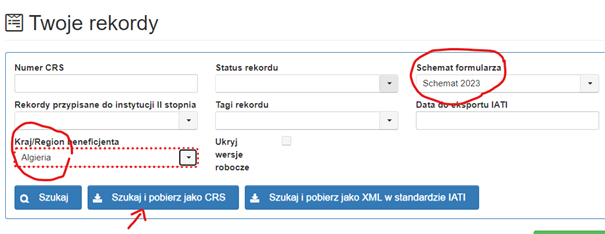 Twoje rekordy
Numer CRS
Status rekordu
Schemat formularza
Schemat 2023
Rekordy przypisane do instytucji II stopnia
Tagi rekordu
Data do eksportu IATI
Kraj/Region beneficjenta
Algieria
Ukryj
wersje
robocze
Szukaj
Szukaj i pobierz jako CRS
Szukaj i pobierz jako XML w standardzie IATI